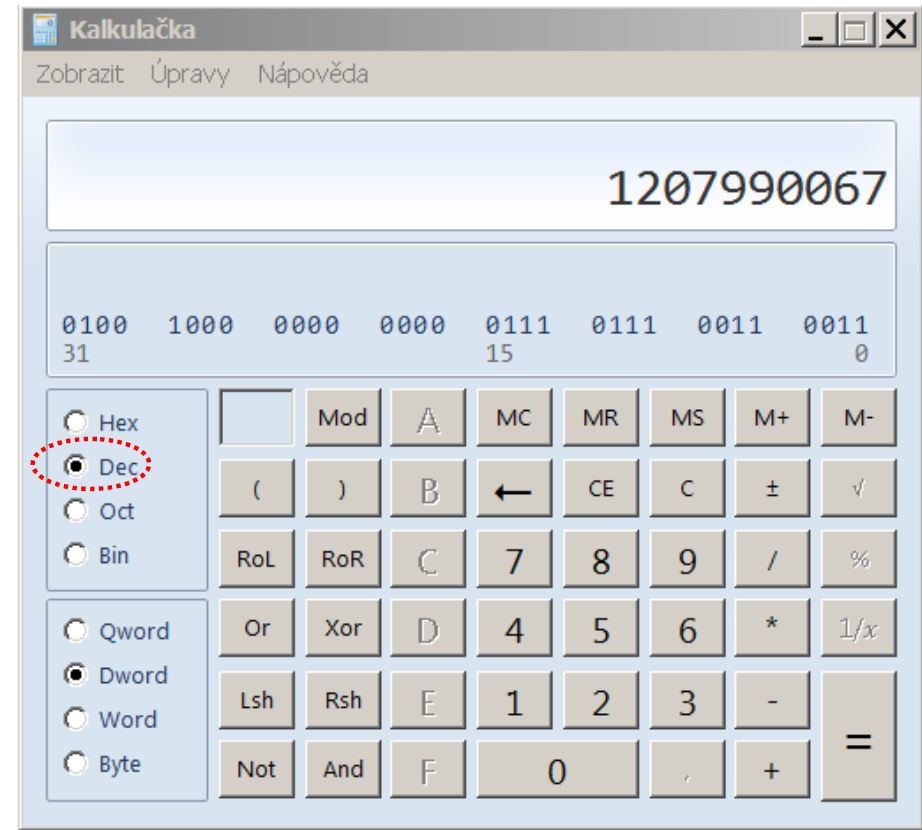 Kalkulačka
Zobrazit Úpravy Nápověda
1207990067
0100 1000 0000 0000 0111 0111 0011 0011
31 15 0
Hex Mod A MC MR MS M+ M-
Dec ( ) B ← CE C ± √
Oct
Bin RoL RoR C 7 8 9 / %
Qword Or Xor D 4 5 6 * 1/x
Dword
Word Lsh Rsh E 1 2 3 - =
Byte Not And F 0 , +